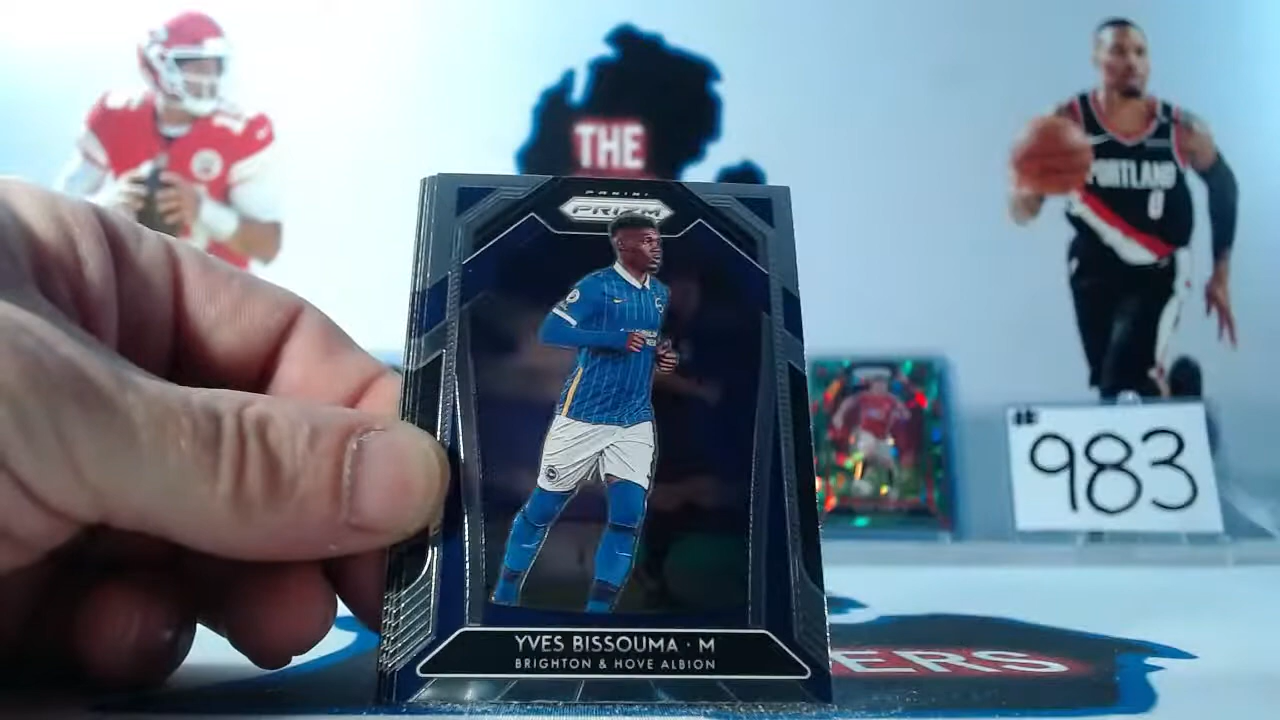 THE
PANINI
PRIZM
PORTLAND
0
983
YVES BISSOUMA · M
BRIGHTON & HOVE ALBION
ERS